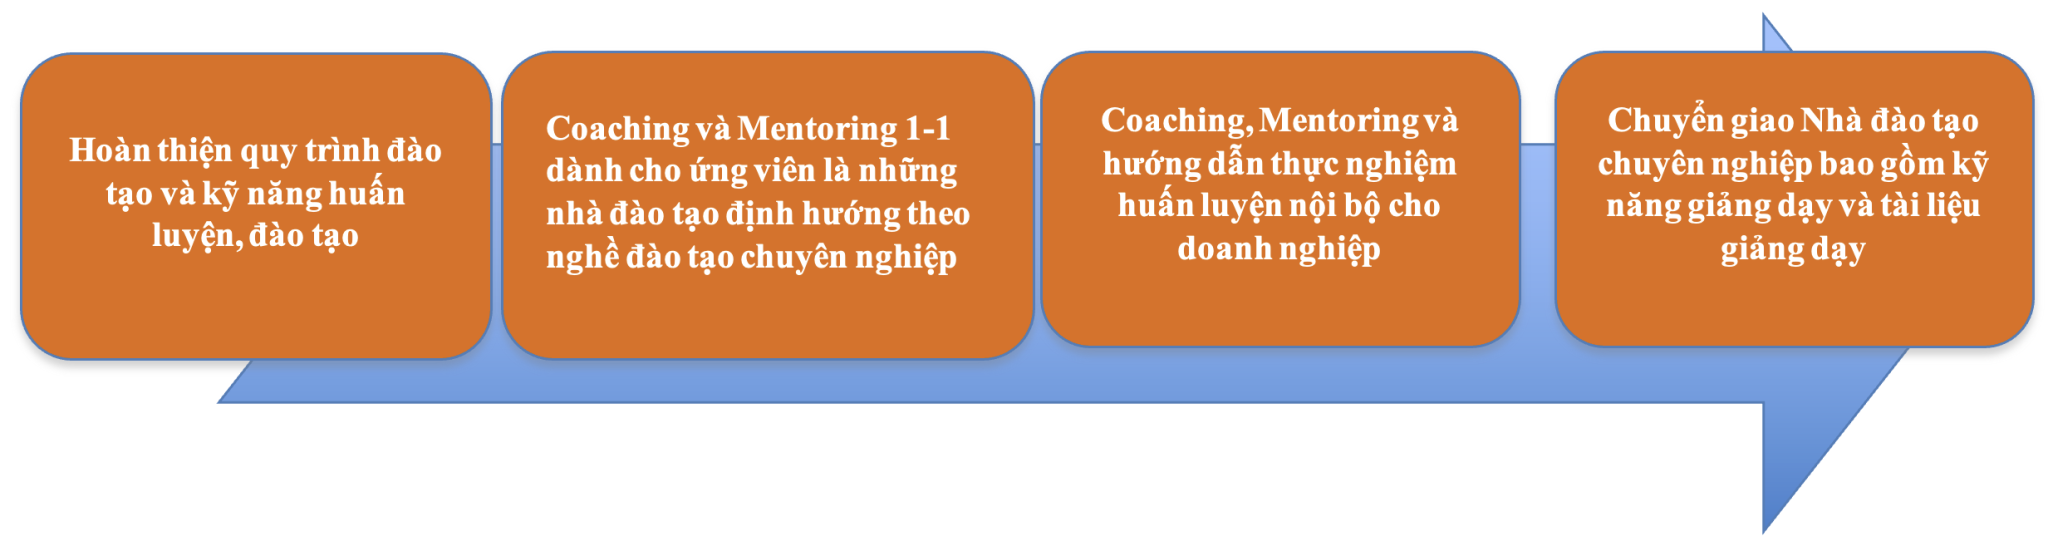 Hoàn thiện quy trình đào
tạo và kỹ năng huấn
luyện, đào tạo
Coaching và Mentoring 1-1
dành cho ứng viên là những
nhà đào tạo định hướng theo
nghề đào tạo chuyên nghiệp
Coaching, Mentoring và
hướng dẫn thực nghiệm
huấn luyện nội bộ cho
doanh nghiệp
Chuyển giao Nhà đào tạo
chuyên nghiệp bao gồm kỹ
năng giảng dạy và tài liệu
giảng dạy